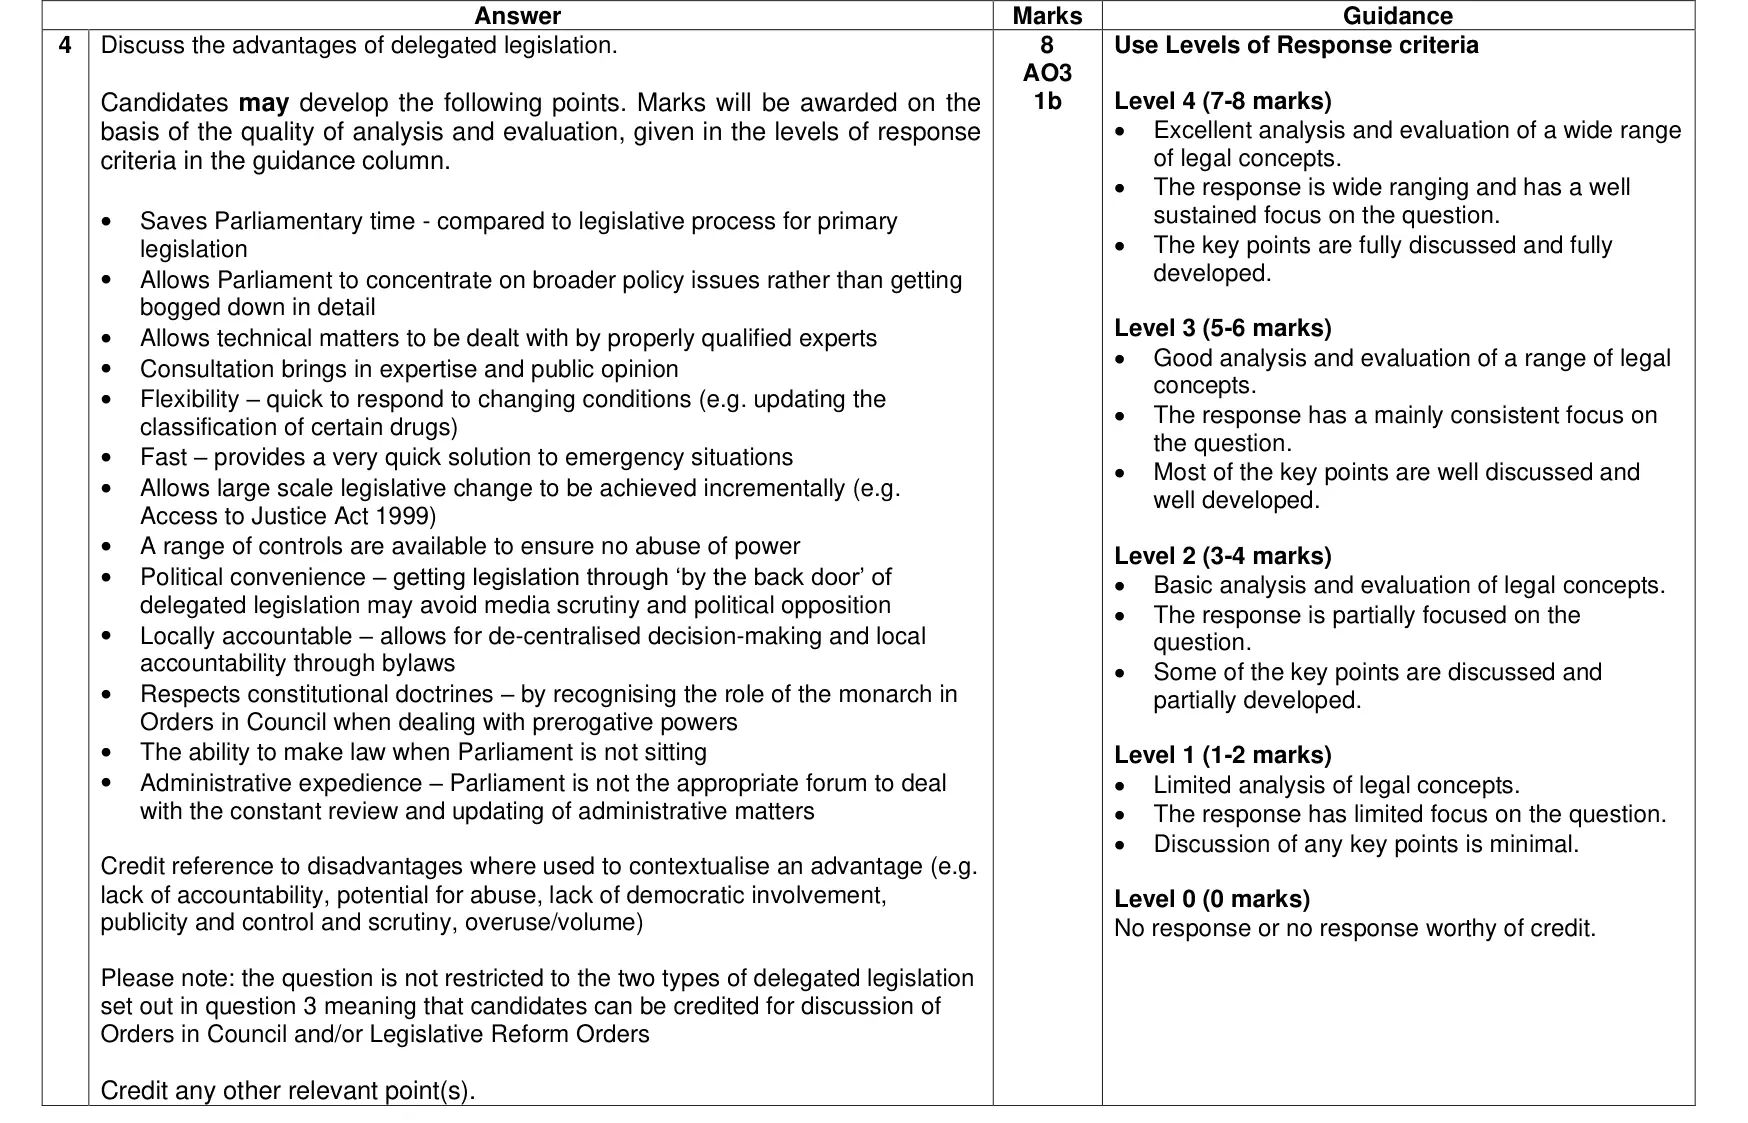 Answer
Marks
Guidance
4
Discuss the advantages of delegated legislation.
Candidates may develop the following points. Marks will be awarded on the
basis of the quality of analysis and evaluation, given in the levels of response
criteria in the guidance column.
• Saves Parliamentary time - compared to legislative process for primary
legislation
• Allows Parliament to concentrate on broader policy issues rather than getting
bogged down in detail
• Allows technical matters to be dealt with by properly qualified experts
• Consultation brings in expertise and public opinion
• Flexibility – quick to respond to changing conditions (e.g. updating the
classification of certain drugs)
• Fast – provides a very quick solution to emergency situations
• Allows large scale legislative change to be achieved incrementally (e.g.
Access to Justice Act 1999)
• A range of controls are available to ensure no abuse of power
• Political convenience – getting legislation through ‘by the back door’ of
delegated legislation may avoid media scrutiny and political opposition
• Locally accountable – allows for de-centralised decision-making and local
accountability through bylaws
• Respects constitutional doctrines – by recognising the role of the monarch in
Orders in Council when dealing with prerogative powers
• The ability to make law when Parliament is not sitting
• Administrative expedience – Parliament is not the appropriate forum to deal
with the constant review and updating of administrative matters
Credit reference to disadvantages where used to contextualise an advantage (e.g.
lack of accountability, potential for abuse, lack of democratic involvement,
publicity and control and scrutiny, overuse/volume)
Please note: the question is not restricted to the two types of delegated legislation
set out in question 3 meaning that candidates can be credited for discussion of
Orders in Council and/or Legislative Reform Orders
Credit any other relevant point(s).
8
AO3
1b
Use Levels of Response criteria
Level 4 (7-8 marks)
• Excellent analysis and evaluation of a wide range
of legal concepts.
• The response is wide ranging and has a well
sustained focus on the question.
• The key points are fully discussed and fully
developed.
Level 3 (5-6 marks)
• Good analysis and evaluation of a range of legal
concepts.
• The response has a mainly consistent focus on
the question.
• Most of the key points are well discussed and
well developed.
Level 2 (3-4 marks)
• Basic analysis and evaluation of legal concepts.
• The response is partially focused on the
question.
• Some of the key points are discussed and
partially developed.
Level 1 (1-2 marks)
• Limited analysis of legal concepts.
• The response has limited focus on the question.
• Discussion of any key points is minimal.
Level 0 (0 marks)
No response or no response worthy of credit.